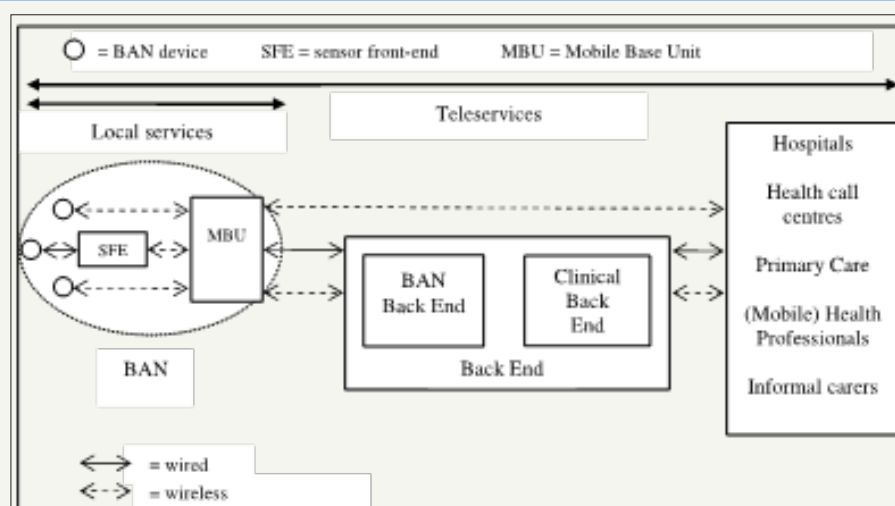 = BAN device SFE = sensor front-end MBU = Mobile Base Unit
Teleservices
Local services
Hospitals
Health call
centres
Primary Care
(Mobile) Health
Professionals
Informal carers
MBU
SFE
BAN
Back End
Clinical
Back
End
Back End
BAN
= wired
= wireless